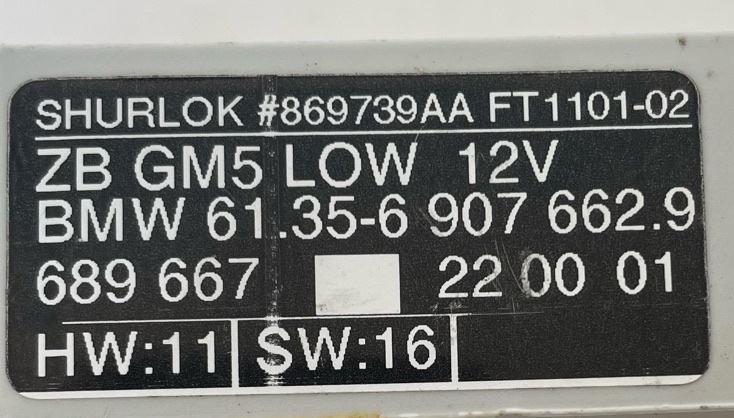 SHURLOK #869739AA FT1101-02
ZB GM5 LOW 12V
BMW 61.35-6 907 662.9
689 667 22 00 01
HW:11 SW:16